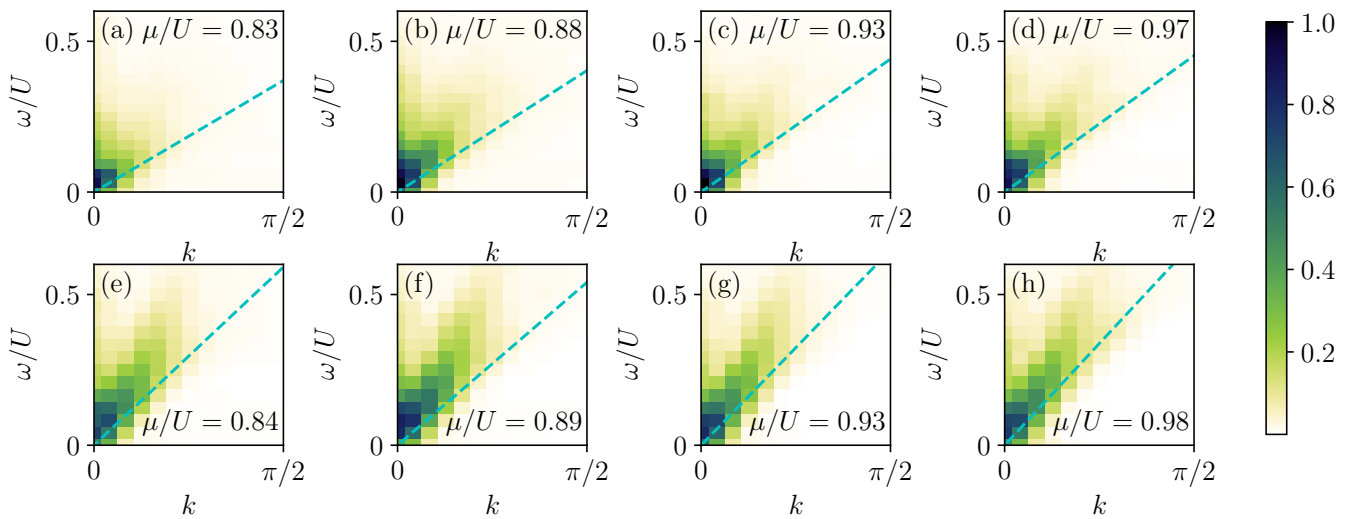 (a) μ/U = 0.83
(b) μ/U = 0.88
(c) μ/U = 0.93
(d) μ/U = 0.97
1.0
0.8
0.6
0.4
0.2
0.5
0
ω/U
0
π/2
k
0.5
0
ω/U
0
π/2
k
0.5
0
ω/U
0
π/2
k
0.5
0
ω/U
0
π/2
k
(e)
μ/U = 0.84
(f)
μ/U = 0.89
(g)
μ/U = 0.93
(h)
μ/U = 0.98
0.5
0
ω/U
0
π/2
k
0.5
0
ω/U
0
π/2
k
0.5
0
ω/U
0
π/2
k
0.5
0
ω/U
0
π/2
k